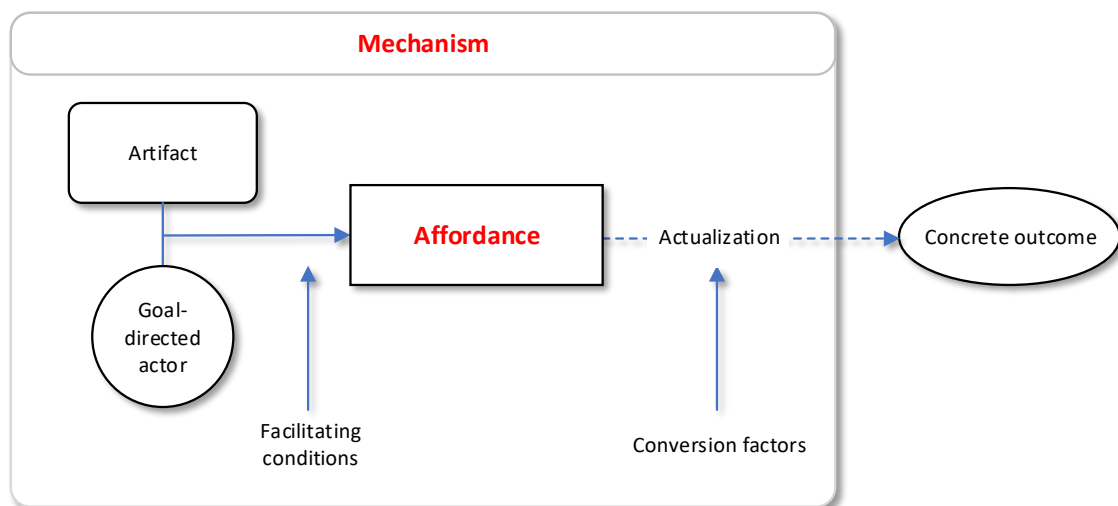 Mechanism
Artifact
Affordance
Actualization
Concrete outcome
Goal-
directed
actor
Facilitating
conditions
Conversion factors